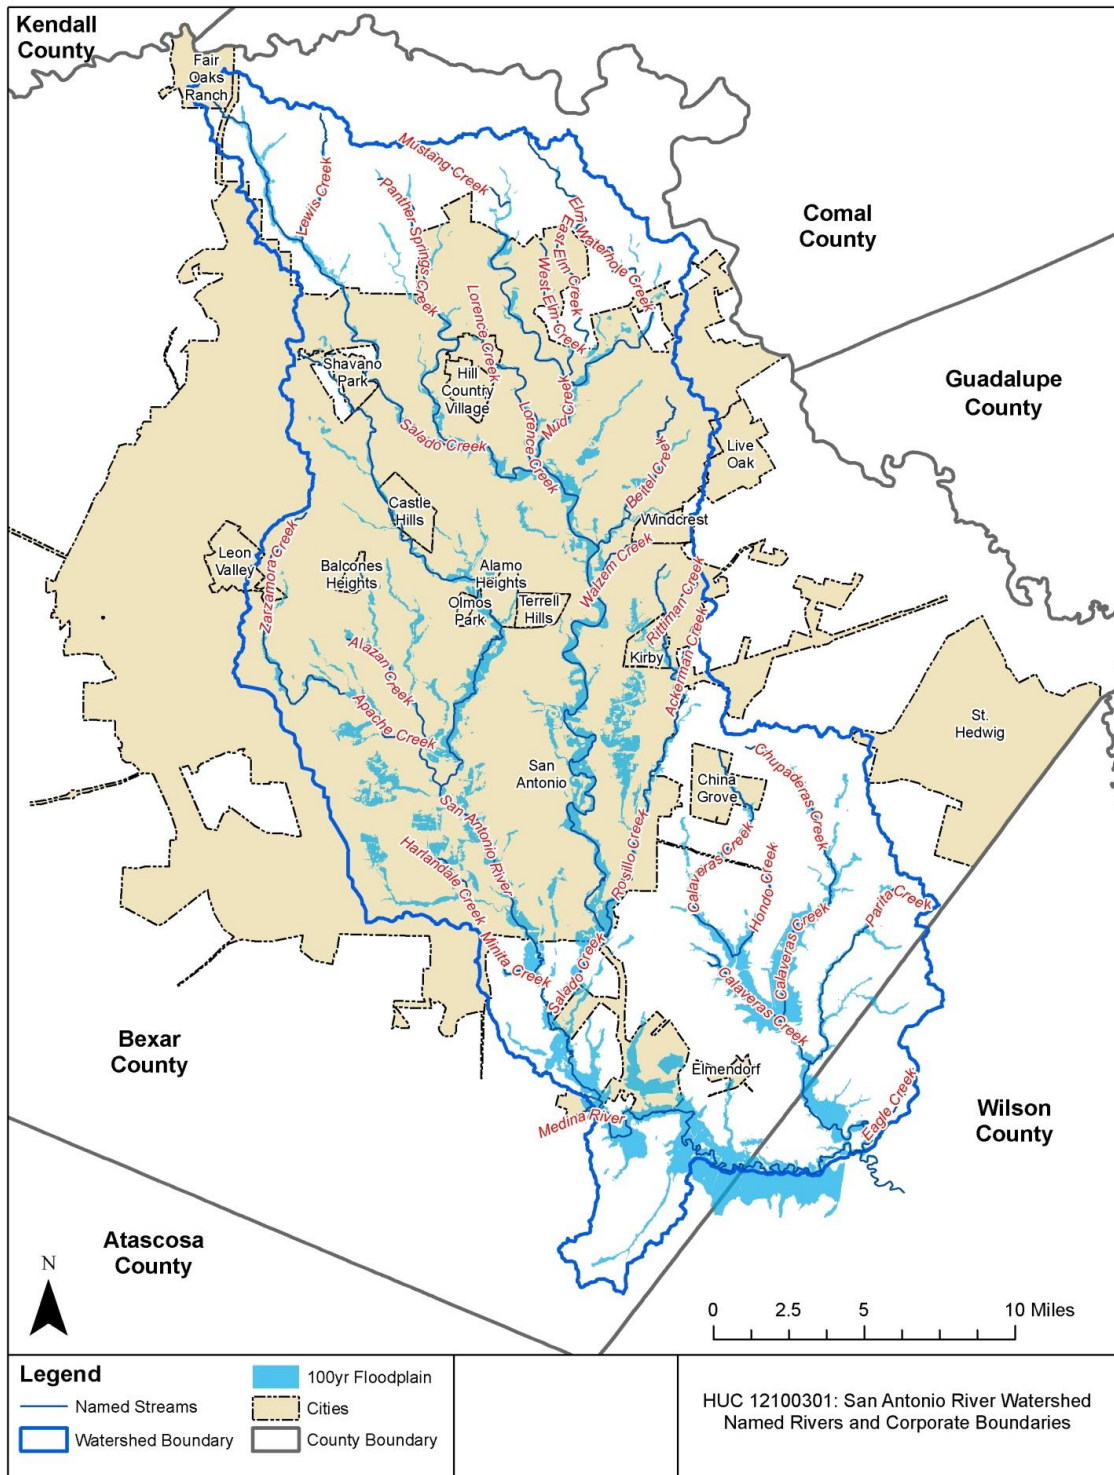 Kendall
County
Fair
Oaks
Ranch
Mustang Creek
Lewis Creek
Panther Springs Creek
Elm Waterhole Creek
East Elm Creek
West Elm Creek
Comal
County
Lorence Creek
Shavano
Park
Hill
Country
Village
Guadalupe
County
Mud Creek
Lorence Creek
Salado Creek
Beitel Creek
Live
Oak
Castle
Hills
Windcrest
Zarzamora Creek
Leon
Valley
Balcones
Heights
Alamo
Heights
Walzem Creek
Rittiman Creek
Olmos
Park
Terrell
Hills
Kirby
Ackerman Creek
Alazan Creek
Apache Creek
St.
Hedwig
San
Antonio
China
Grove
Chupaderas Creek
San Antonio River
Harlandale Creek
Rosillo Creek
Calaveras Creek
Hondo Creek
Parita Creek
Minita Creek
Salado Creek
Calaveras Creek
Calaveras Creek
Bexar
County
Elmendorf
Eagle Creek
Medina River
Wilson
County
Atascosa
County
N
0 2.5 5 10 Miles
Legend
Named Streams
Watershed Boundary
100yr Floodplain
Cities
County Boundary
HUC 12100301: San Antonio River Watershed
Named Rivers and Corporate Boundaries